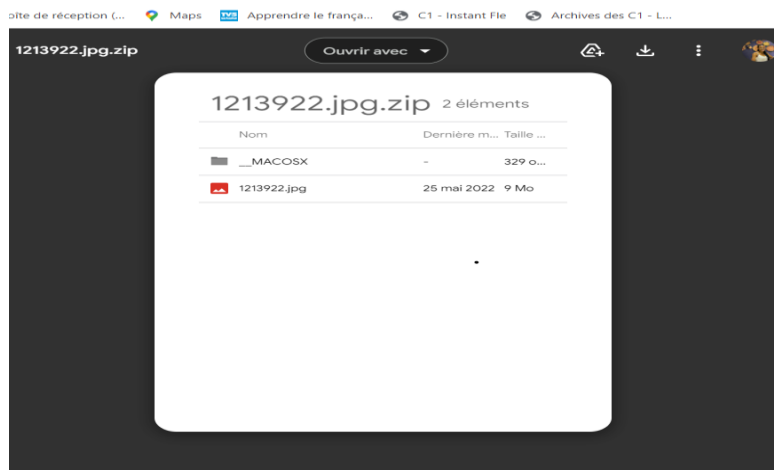 oîte de réception (... Maps TV5 Apprendre le frança... C1 - Instant Fle Archives des C1 - L...
1213922.jpg.zip Ouvrir avec
1213922.jpg.zip 2 éléments
Nom Dernière m... Taille ...
__MACOSX - 329 o...
1213922.jpg 25 mai 2022 9 Mo